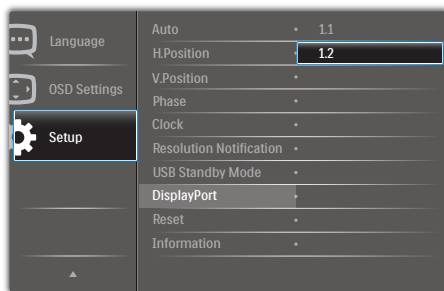 Language
OSD Settings
Setup
Auto
H.Position
V.Position
Phase
Clock
Resolution Notification
USB Standby Mode
DisplayPort
Reset
Information
1.1
1.2